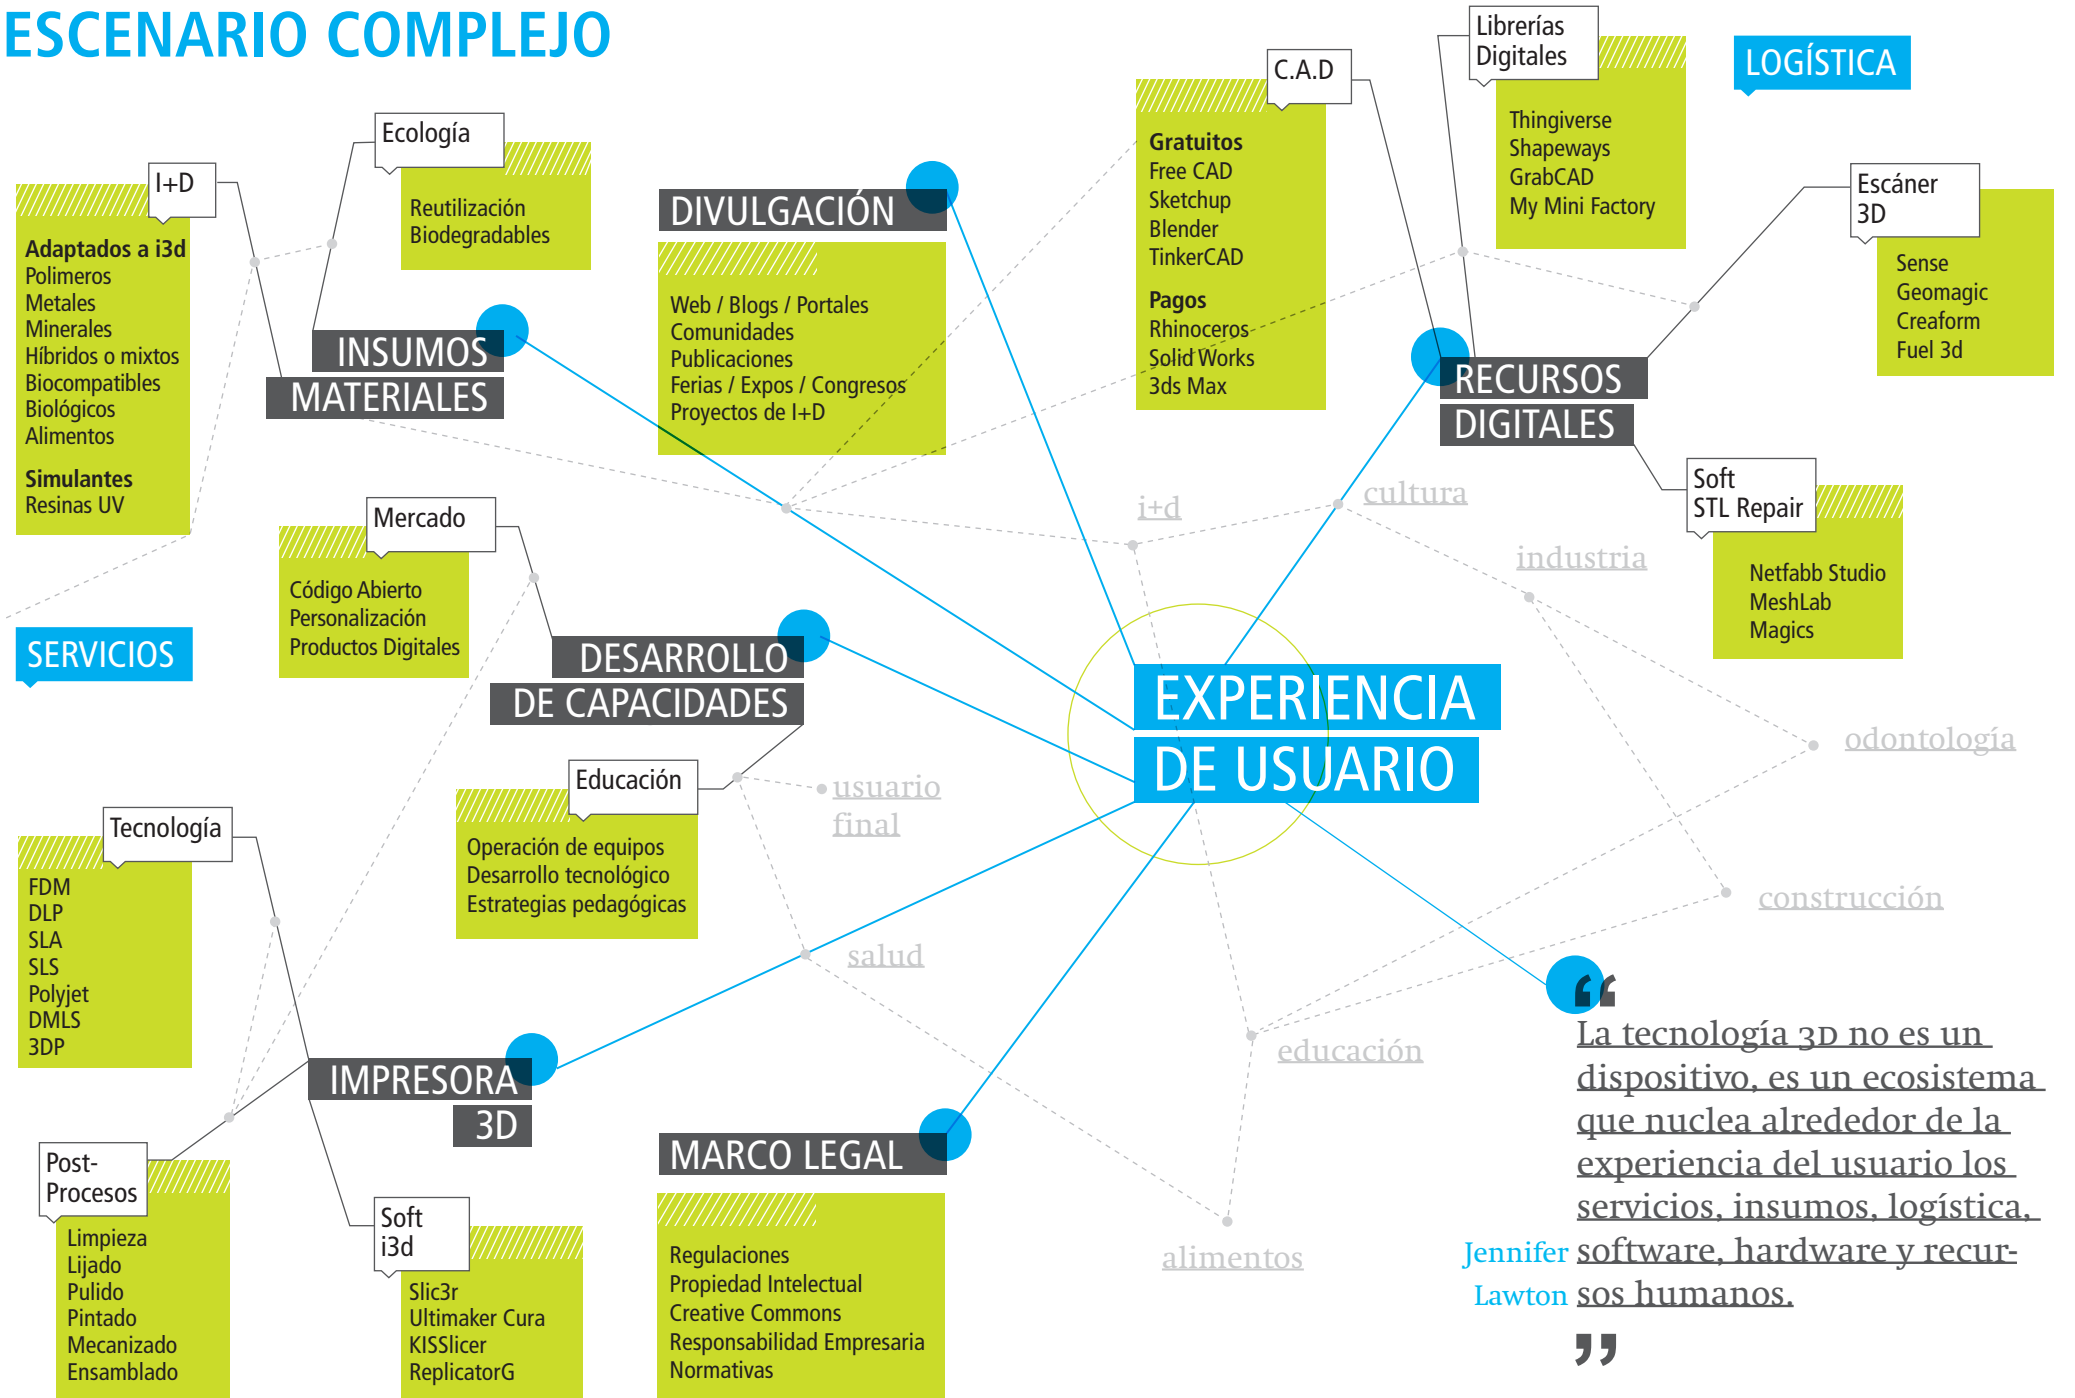 ESCENARIO COMPLEJO
I+D
Adaptados a i3d
Polimeros
Metales
Minerales
Híbridos o mixtos
Biocompatibles
Biológicos
Alimentos
Simulantes
Resinas UV
Ecología
Reutilización
Biodegradables
INSUMOS
MATERIALES
DIVULGACIÓN
Web / Blogs / Portales
Comunidades
Publicaciones
Ferias / Expos / Congresos
Proyectos de I+D
C.A.D
Gratuitos
Free CAD
Sketchup
Blender
TinkerCAD
Pagos
Rhinoceros
Solid Works
3ds Max
Librerías
Digitales
Thingiverse
Shapeways
GrabCAD
My Mini Factory
LOGÍSTICA
Escáner
3D
Sense
Geomagic
Creaform
Fuel 3d
RECURSOS
DIGITALES
Soft
STL Repair
Netfabb Studio
MeshLab
Magics
SERVICIOS
Mercado
Código Abierto
Personalización
Productos Digitales
DESARROLLO
DE CAPACIDADES
Educación
Operación de equipos
Desarrollo tecnológico
Estrategias pedagógicas
i+d
cultura
industria
odontología
construcción
usuario
final
salud
educación
alimentos
EXPERIENCIA
DE USUARIO
Tecnología
FDM
DLP
SLA
SLS
Polyjet
DMLS
3DP
IMPRESORA
3D
Post-
Procesos
Limpieza
Lijado
Pulido
Pintado
Mecanizado
Ensamblado
Soft
i3d
Slic3r
Ultimaker Cura
KISSlicer
ReplicatorG
MARCO LEGAL
Regulaciones
Propiedad Intelectual
Creative Commons
Responsabilidad Empresaria
Normativas
“
La tecnología 3D no es un
dispositivo, es un ecosistema
que nuclea alrededor de la
experiencia del usuario los
servicios, insumos, logística,
software, hardware y recur-
sos humanos.
”
Jennifer
Lawton